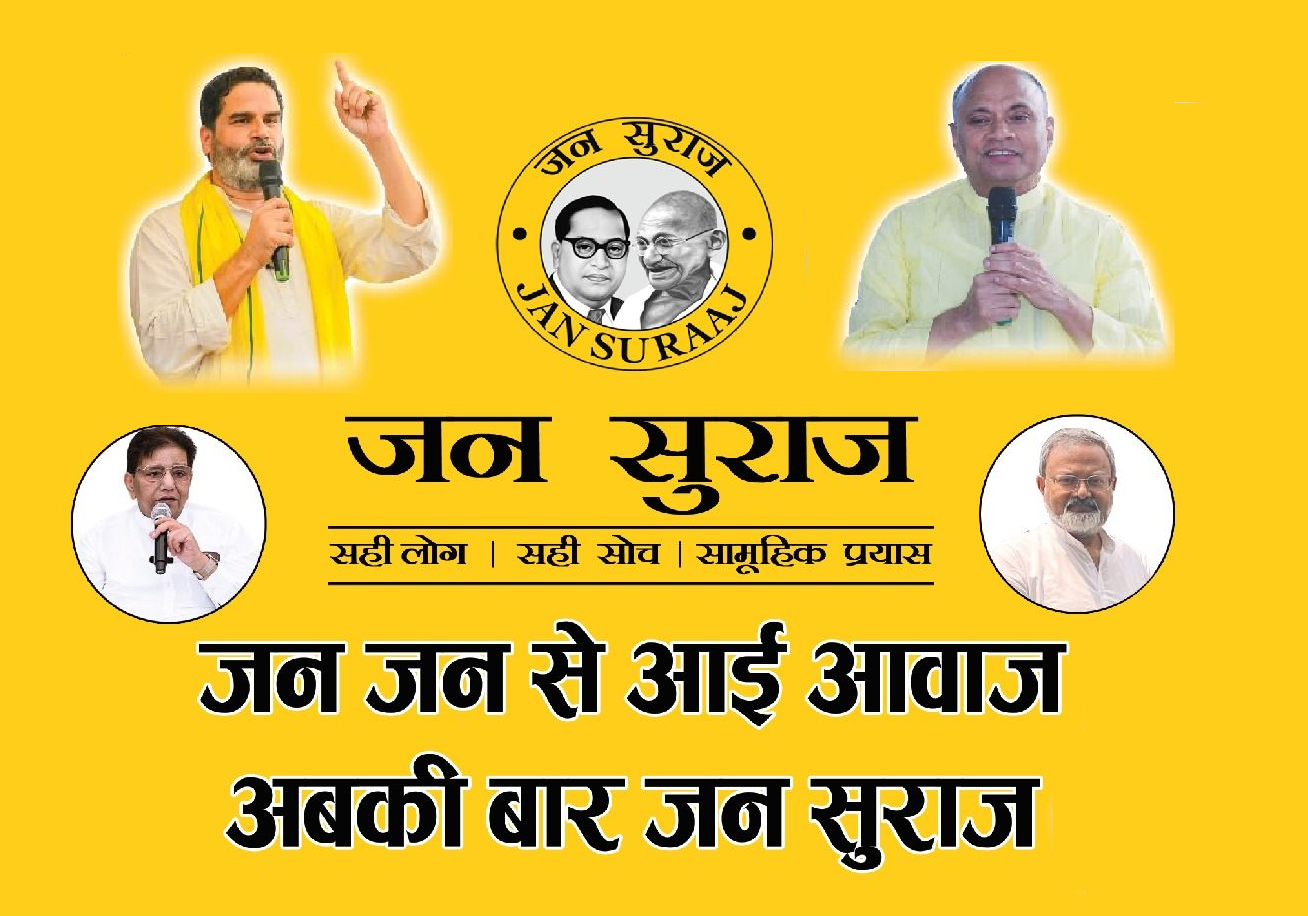 जन सुराज
JAN SURAAJ
जन सुराज
सही लोग | सही सोच | सामूहिक प्रयास
जन जन से आई आवाज
अबकी बार जन सुराज